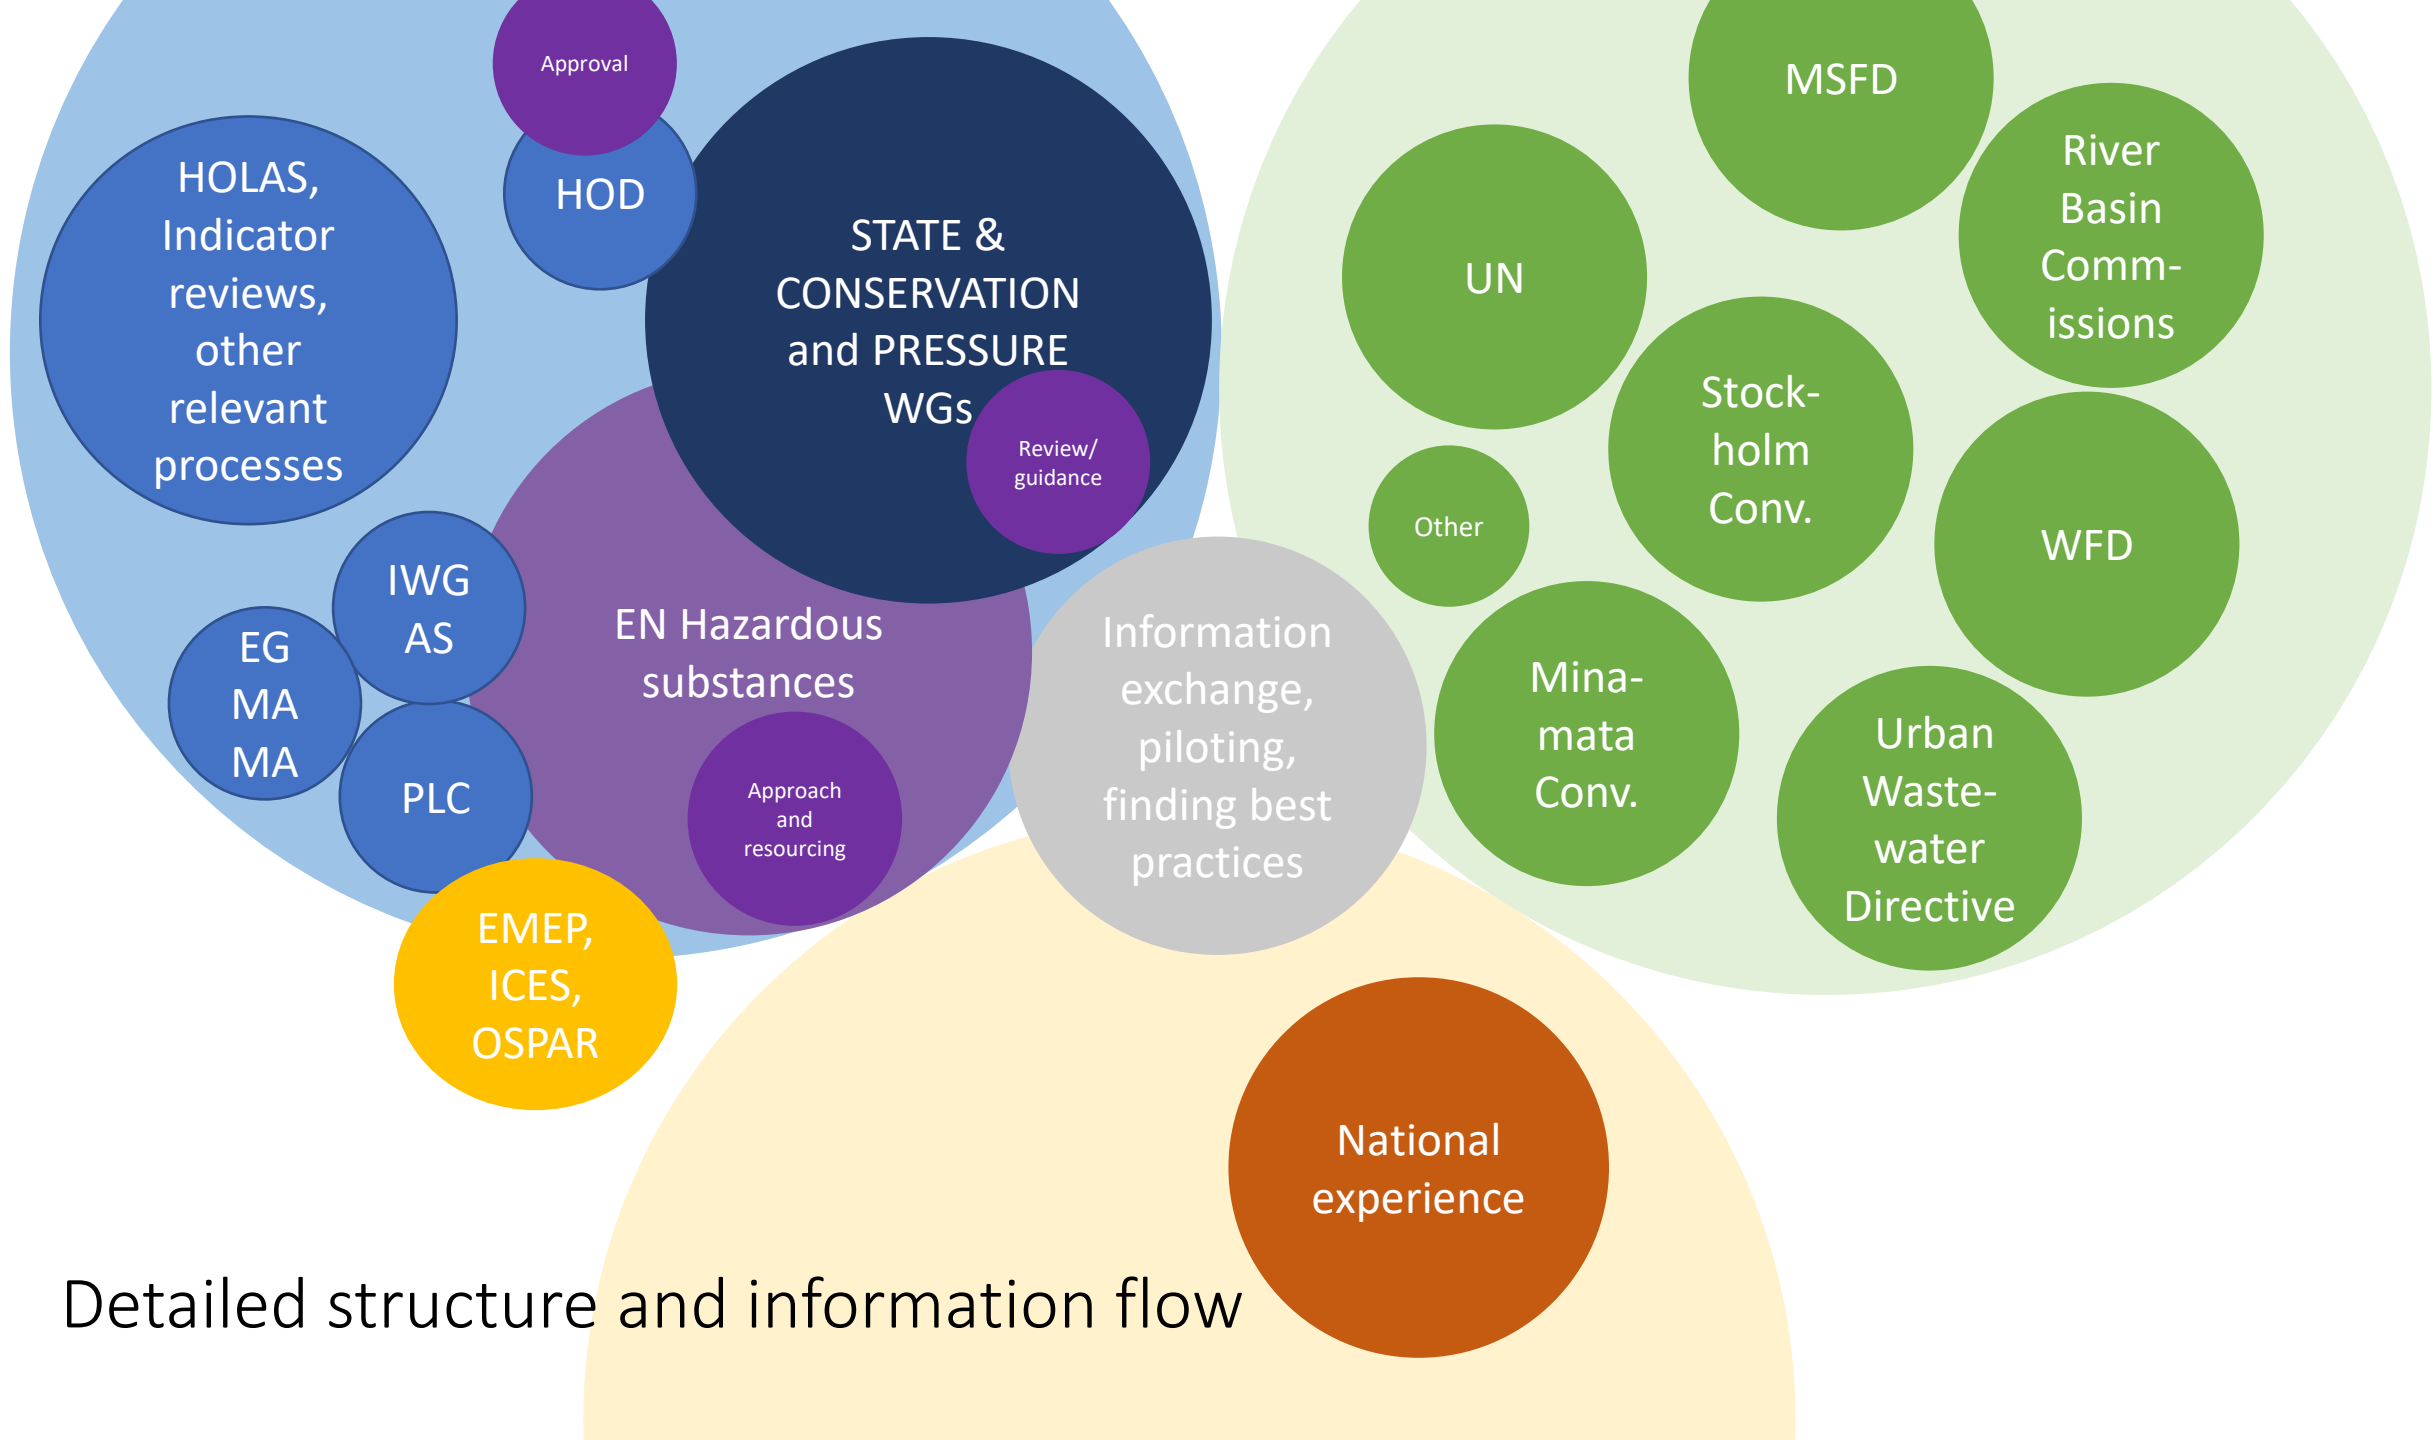 Approval
HOD
HOLAS,
Indicator
reviews,
other
relevant
processes
STATE &
CONSERVATION
and PRESSURE
WGs
Review/
guidance
IWG
AS
EG
MA
MA
PLC
EN Hazardous
substances
Approach
and
resourcing
EMEP,
ICES,
OSPAR
Information
exchange,
piloting,
finding best
practices
MSFD
River
Basin
Comm-
issions
UN
Stock-
holm
Conv.
Other
WFD
Mina-
mata
Conv.
Urban
Waste-
water
Directive
National
experience
Detailed structure and information flow